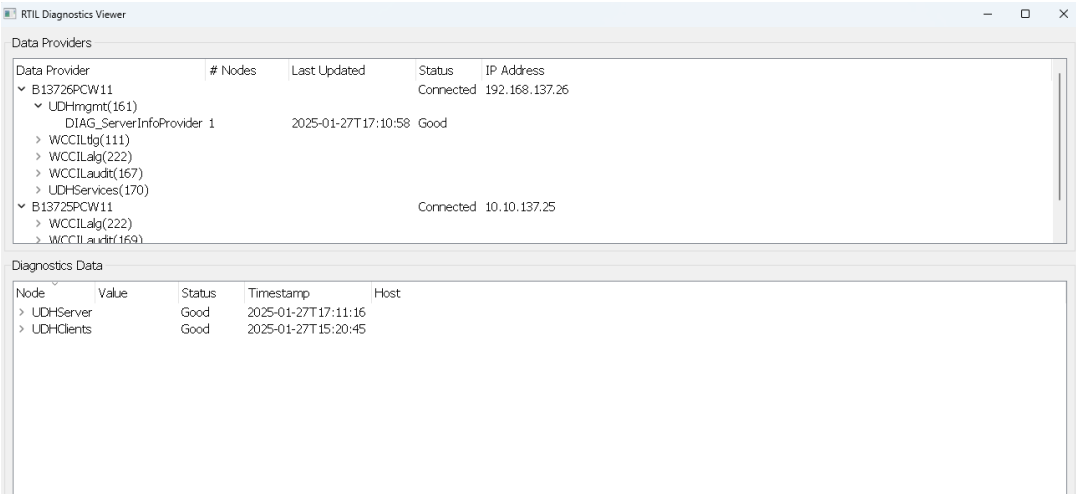 RTIL Diagnostics Viewer
Data Providers
Data Provider # Nodes Last Updated Status IP Address
B13726PCW11 Connected 192.168.137.26
UDHmgmt(161)
DIAG_ServerInfoProvider 1 2025-01-27T17:10:58 Good
WCCILtlg(111)
WCCILalg(222)
WCCILaudit(167)
UDHServices(170)
B13725PCW11 Connected 10.10.137.25
WCCILalg(222)
WCCILaudit(169)
Diagnostics Data
Node Value Status Timestamp Host
UDHServer Good 2025-01-27T17:11:16
UDHClients Good 2025-01-27T15:20:45